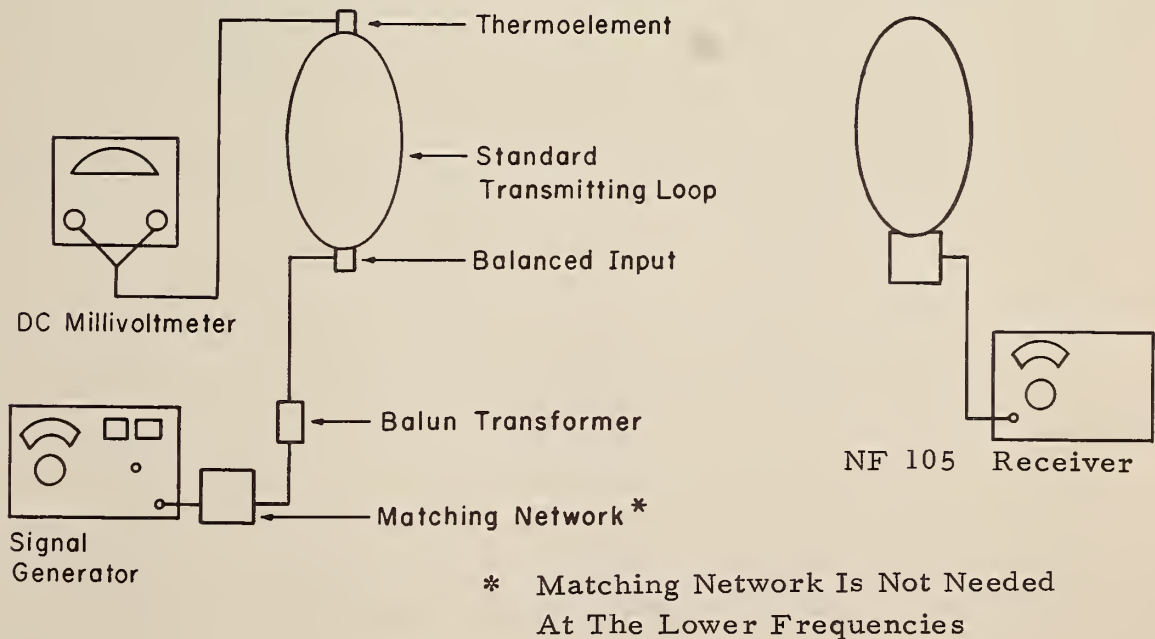 Thermoelement
Standard
Transmitting Loop
Balanced Input
DC Millivoltmeter
Balun Transformer
NF 105 Receiver
Matching Network*
Signal
Generator
* Matching Network Is Not Needed
At The Lower Frequencies